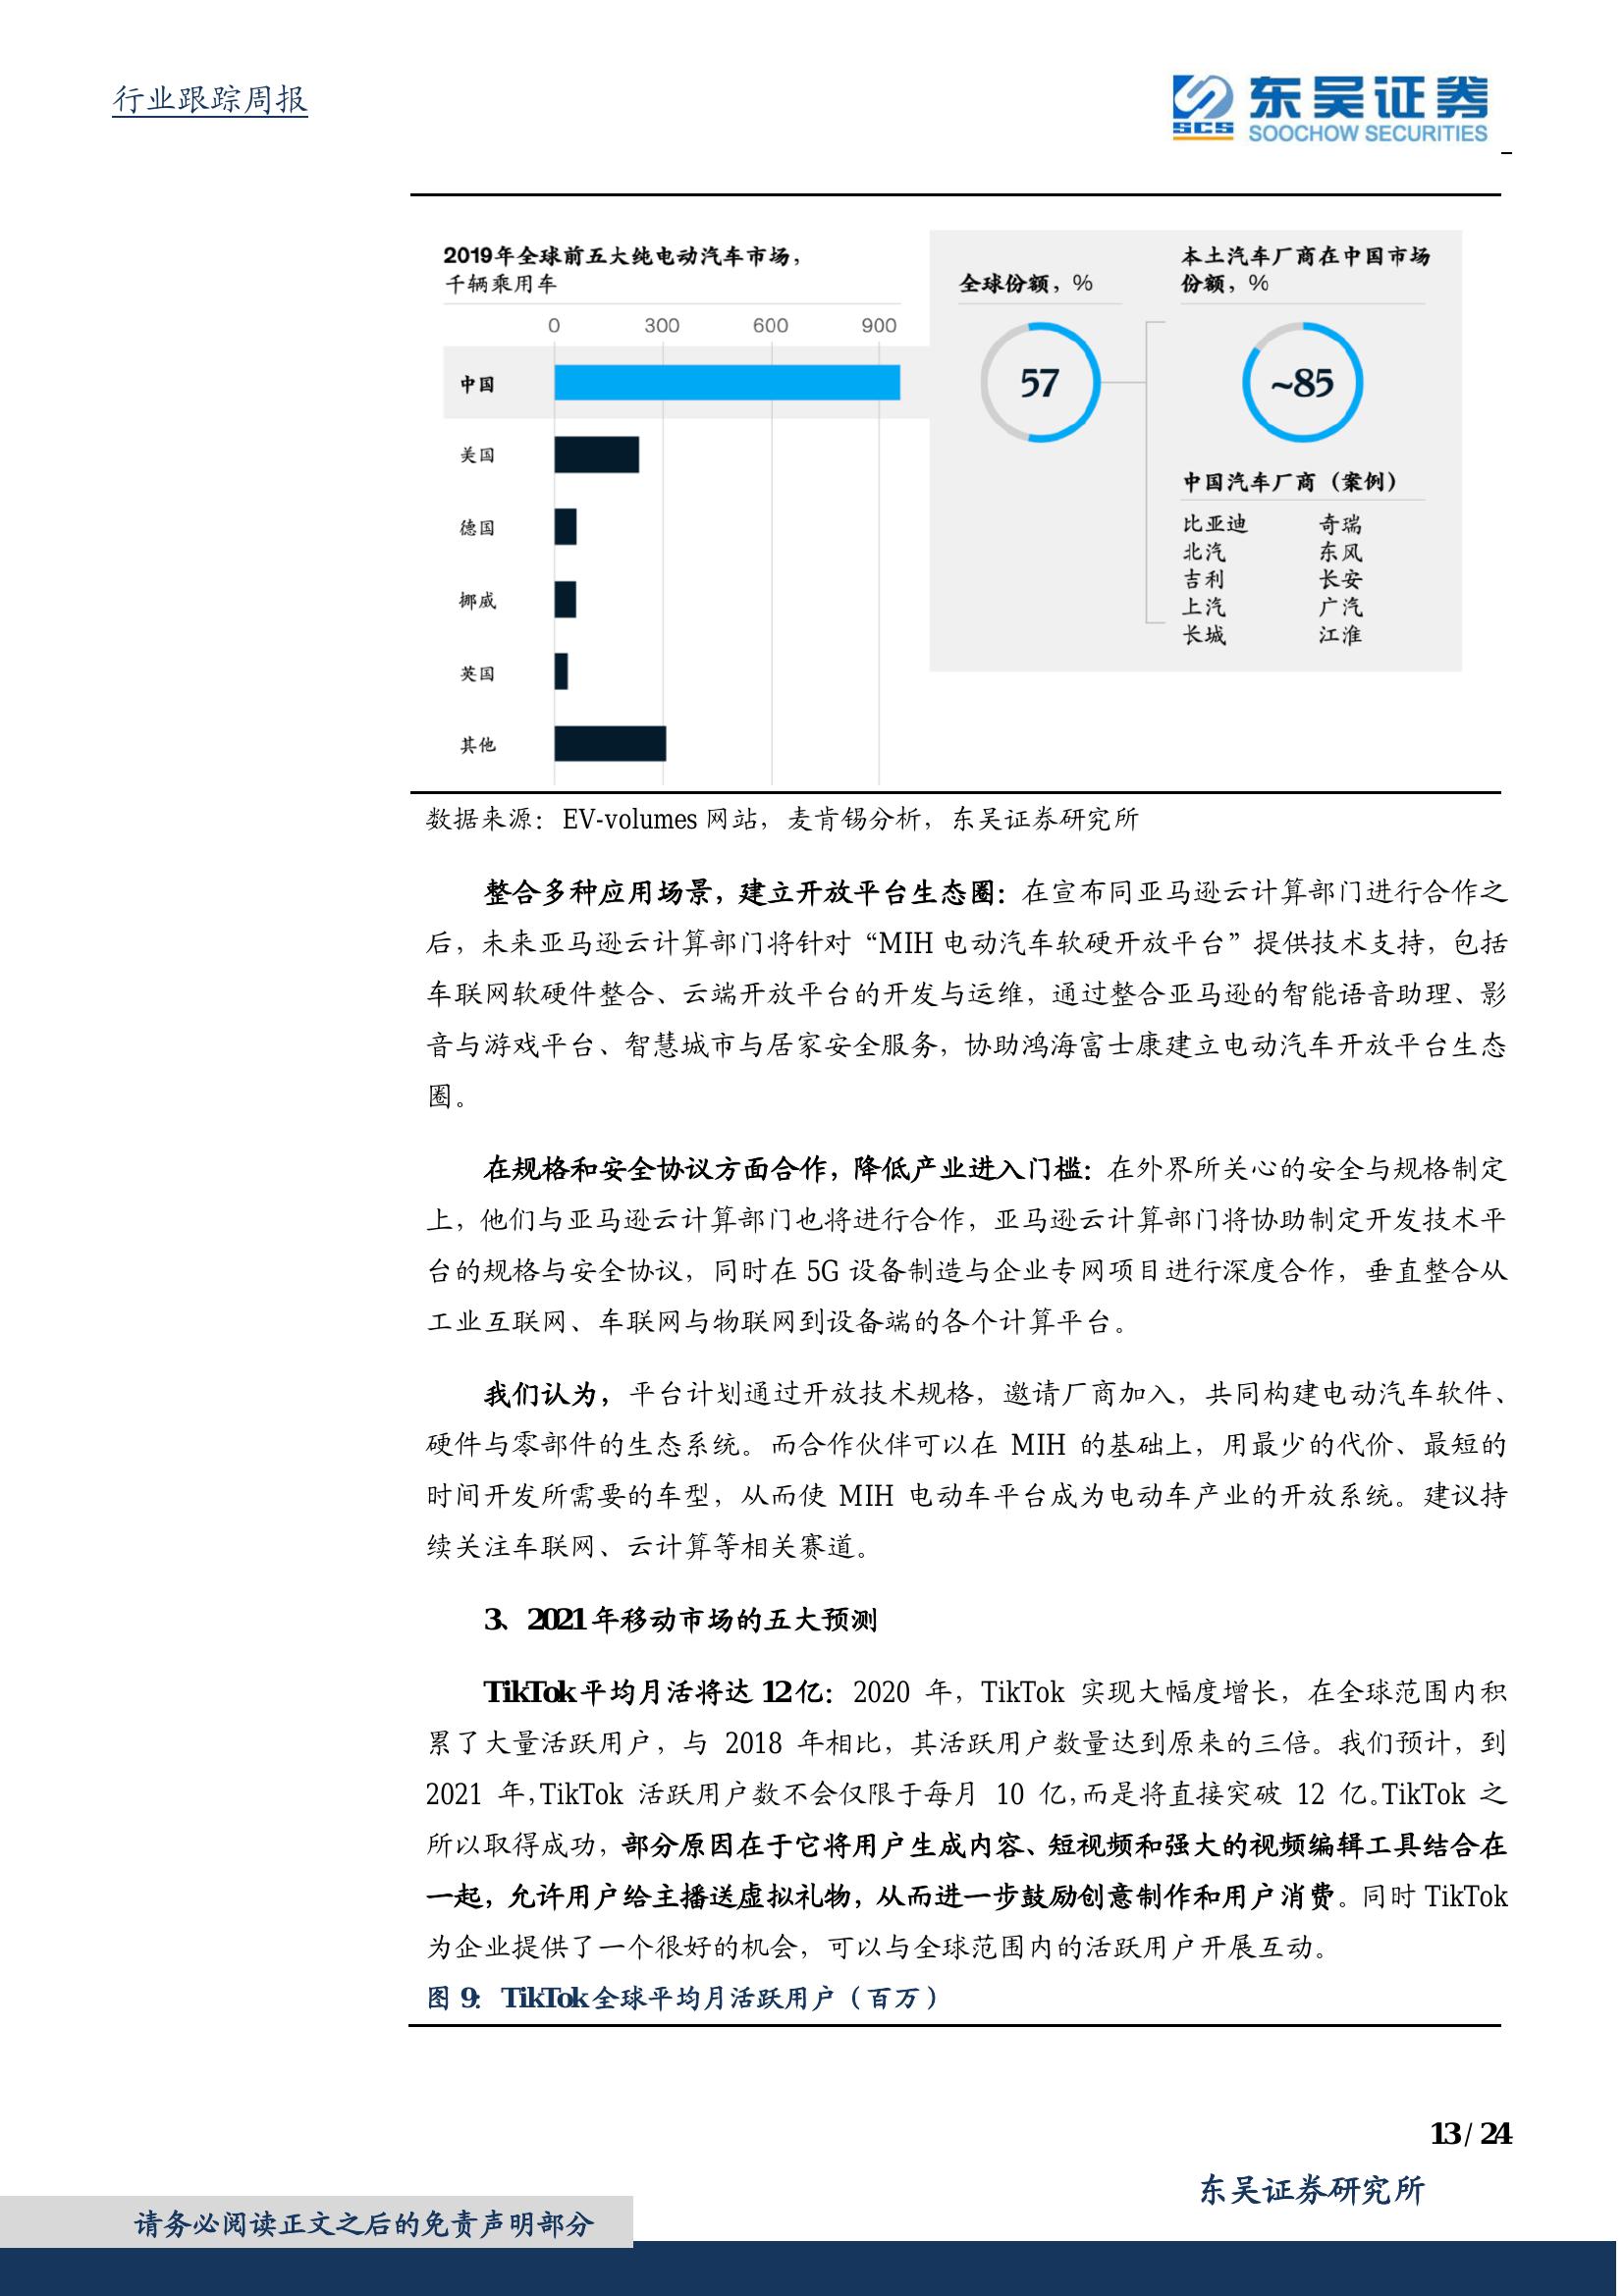 行业跟踪周报
SCS
东吴证券
SOOCHOW SECURITIES
2019年全球前五大纯电动汽车市场,
千辆乘用车
0 300 600 900
中国
美国
德国
挪威
英国
其他
全球份额, %
57
本土汽车厂商在中国市场
份额, %
~85
中国汽车厂商（案例）
比亚迪 奇瑞
北汽 东风
吉利 长安
上汽 广汽
长城 江淮
数据来源：EV-volumes 网站，麦肯锡分析，东吴证券研究所
整合多种应用场景，建立开放平台生态圈：在宣布同亚马逊云计算部门进行合作之
后，未来亚马逊云计算部门将针对“MIH 电动汽车软硬开放平台”提供技术支持，包括
车联网软硬件整合、云端开放平台的开发与运维，通过整合亚马逊的智能语音助理、影
音与游戏平台、智慧城市与居家安全服务，协助鸿海富士康建立电动汽车开放平台生态
圈。
在规格和安全协议方面合作，降低产业进入门槛：在外界所关心的安全与规格制定
上，他们与亚马逊云计算部门也将进行合作，亚马逊云计算部门将协助制定开发技术平
台的规格与安全协议，同时在 5G 设备制造与企业专网项目进行深度合作，垂直整合从
工业互联网、车联网与物联网到设备端的各个计算平台。
我们认为，平台计划通过开放技术规格，邀请厂商加入，共同构建电动汽车软件、
硬件与零部件的生态系统。而合作伙伴可以在 MIH 的基础上，用最少的代价、最短的
时间开发所需要的车型，从而使 MIH 电动车平台成为电动车产业的开放系统。建议持
续关注车联网、云计算等相关赛道。
3、2021 年移动市场的五大预测
TikTok 平均月活将达 12 亿：2020 年，TikTok 实现大幅度增长，在全球范围内积
累了大量活跃用户，与 2018 年相比，其活跃用户数量达到原来的三倍。我们预计，到
2021 年，TikTok 活跃用户数不会仅限于每月 10 亿，而是将直接突破 12 亿。TikTok 之
所以取得成功，部分原因在于它将用户生成内容、短视频和强大的视频编辑工具结合在
一起，允许用户给主播送虚拟礼物，从而进一步鼓励创意制作和用户消费。同时 TikTok
为企业提供了一个很好的机会，可以与全球范围内的活跃用户开展互动。
图 9：TikTok 全球平均月活跃用户（百万）
13 / 24
东吴证券研究所
请务必阅读正文之后的免责声明部分